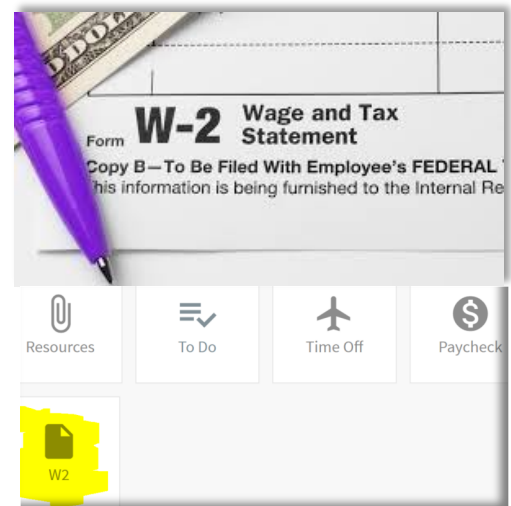 DOLL
Form W-2 Wage and Tax
Statement
Copy B—To Be Filed With Employee's FEDERAL
This information is being furnished to the Internal Re
Resources
To Do
Time Off
Paycheck
W2